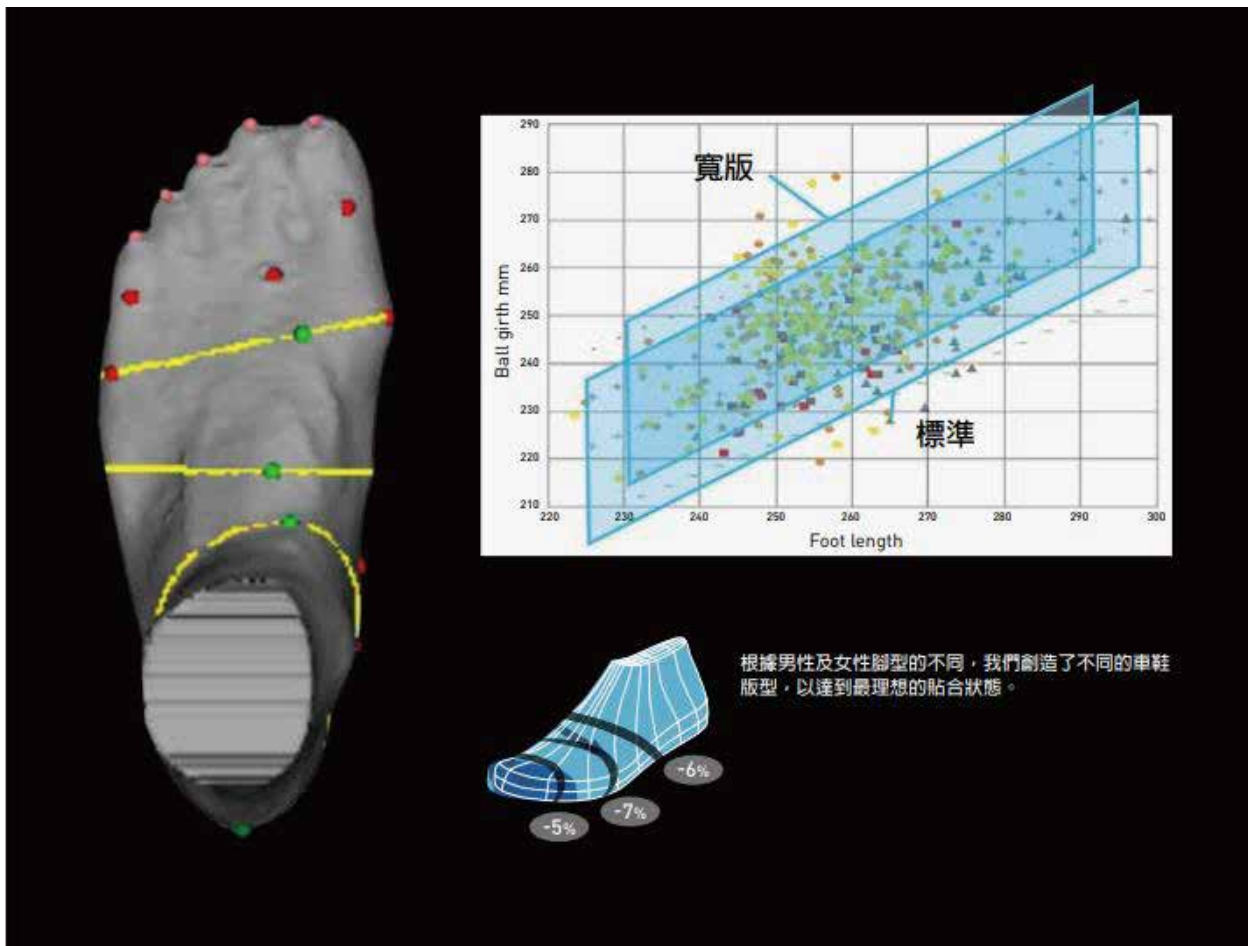 290
280
270
260
250
240
230
220
210
Ball girth mm
寬版
標準
220 230 240 250 260 270 280 290 300
Foot length
根據男性及女性腳型的不同，我們創造了不同的車鞋
版型，以達到最理想的貼合狀態。
-6%
-7%
-5%